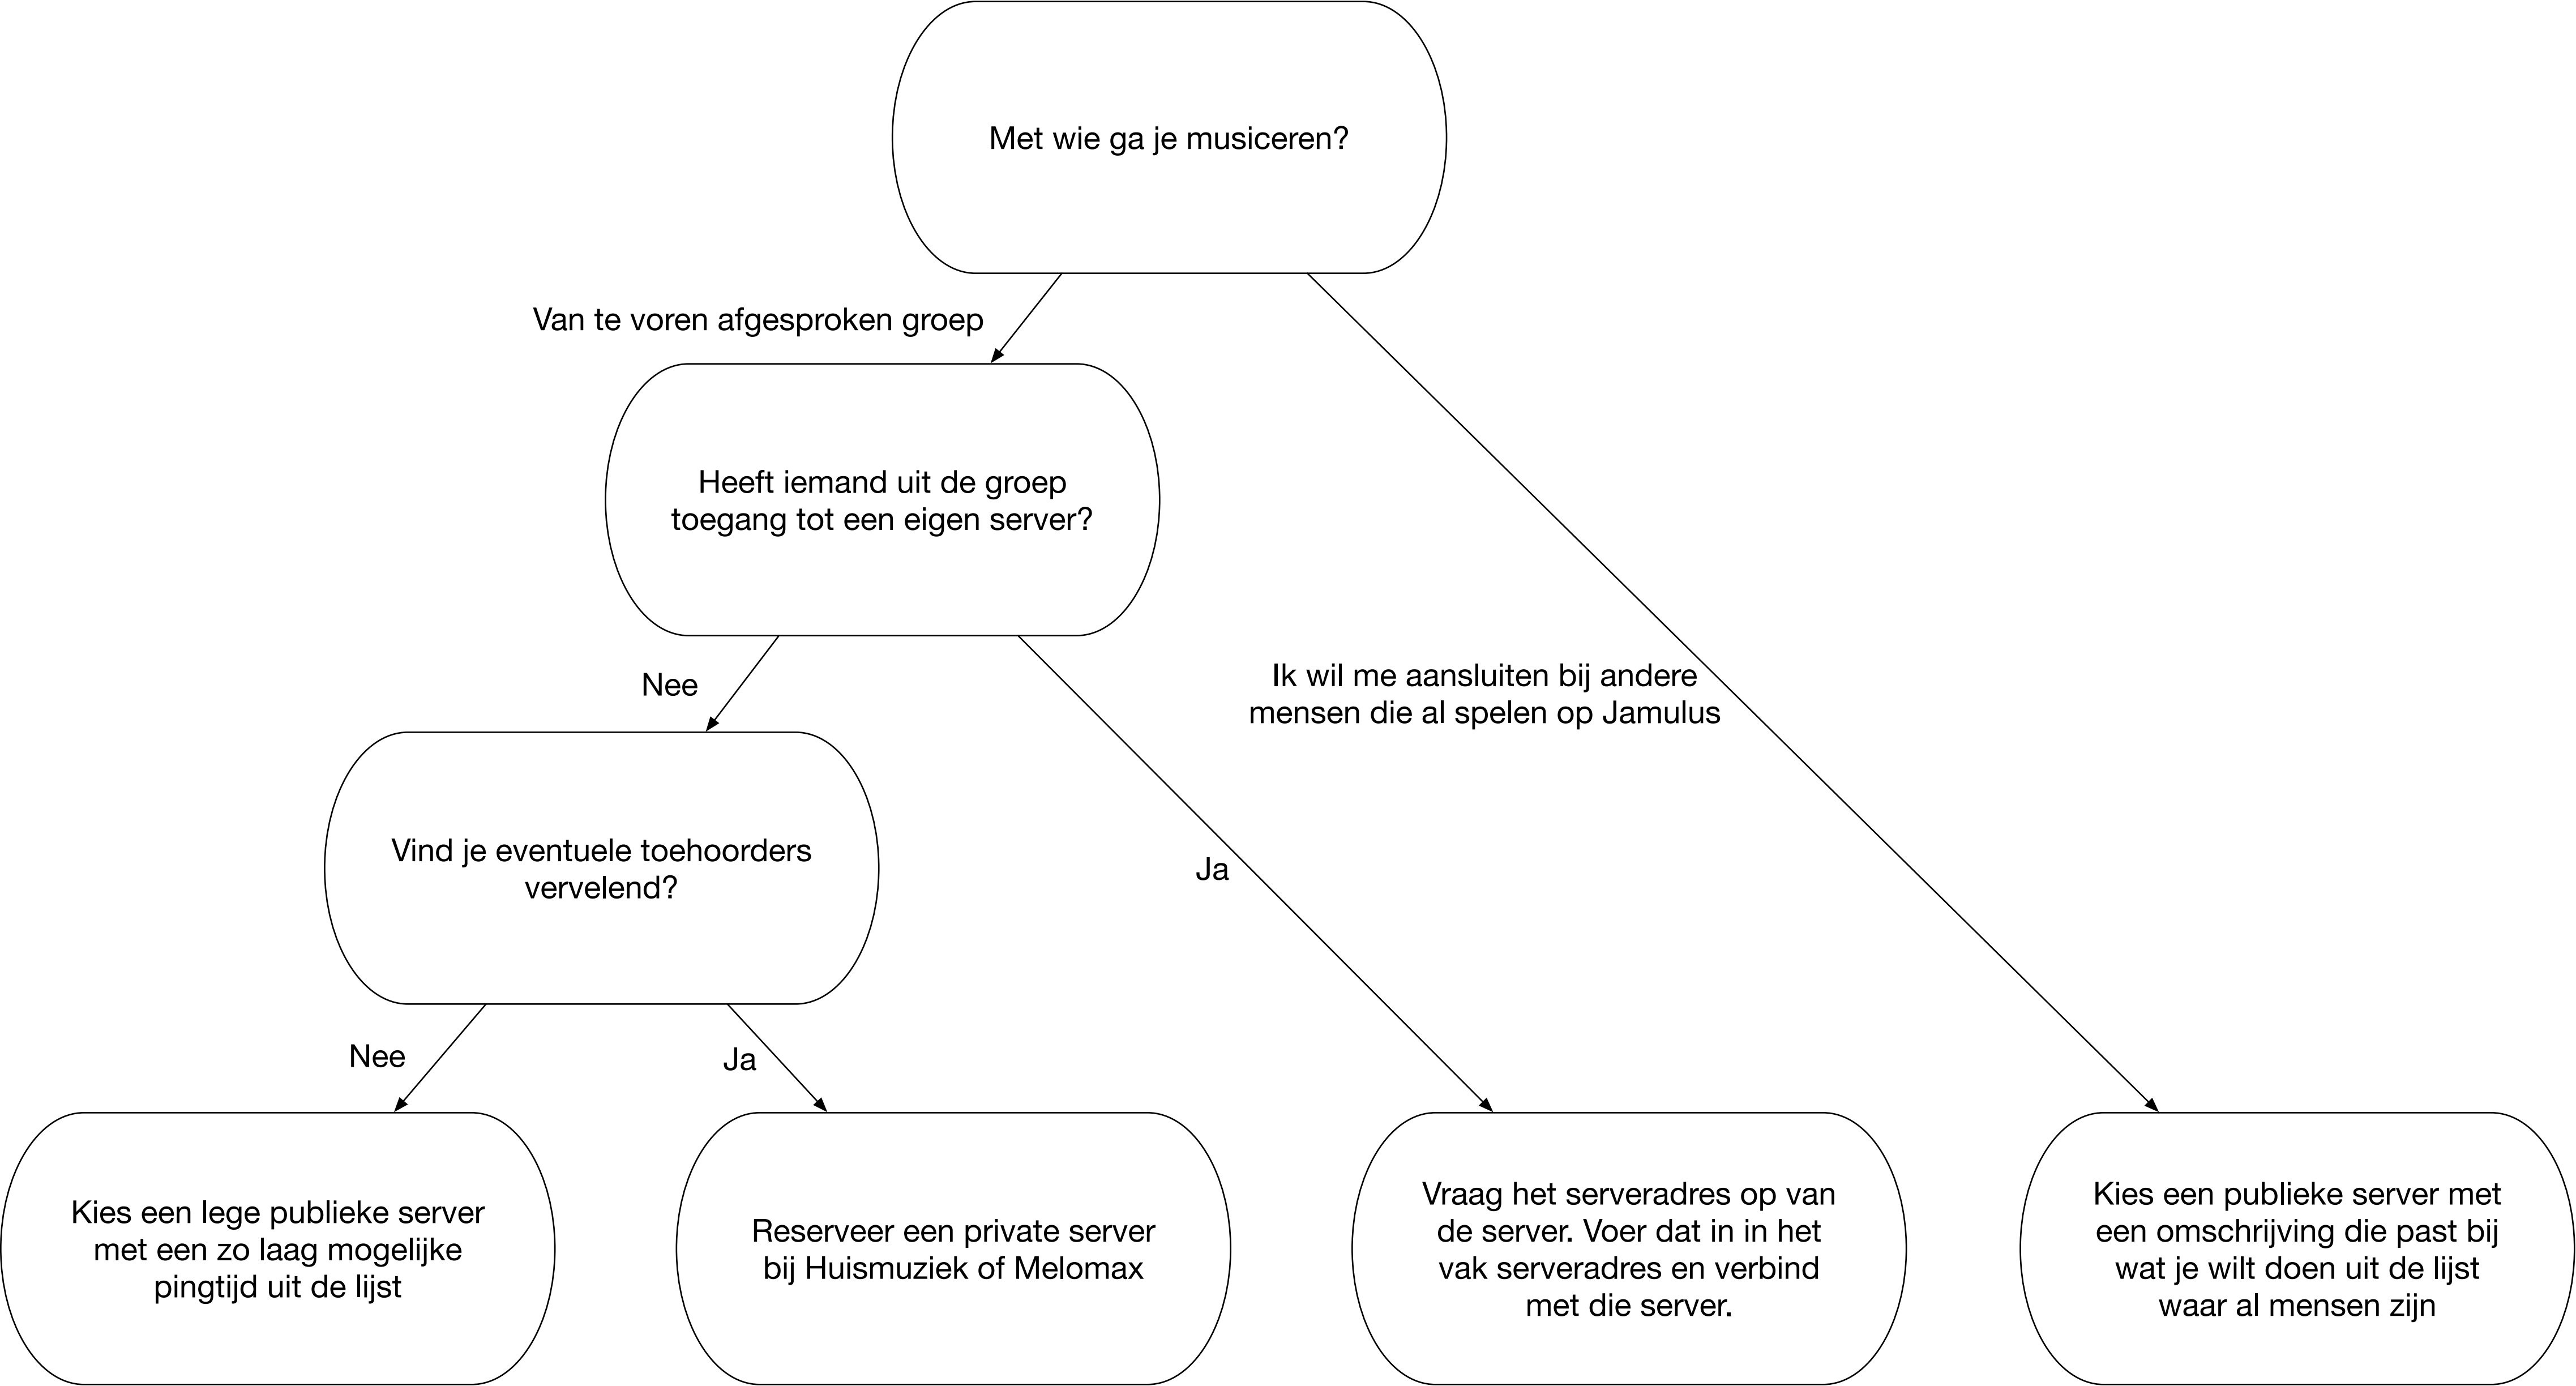 Met wie ga je musiceren?
Van te voren afgesproken groep
Heeft iemand uit de groep
toegang tot een eigen server?
Nee
Ik wil me aansluiten bij andere
mensen die al spelen op Jamulus
Vind je eventuele toehoorders
vervelend?
Ja
Nee
Ja
Kies een lege publieke server
met een zo laag mogelijke
pingtijd uit de lijst
Reserveer een private server
bij Huismuziek of Melomax
Vraag het serveradres op van
de server. Voer dat in in het
vak serveradres en verbind
met die server.
Kies een publieke server met
een omschrijving die past bij
wat je wilt doen uit de lijst
waar al mensen zijn